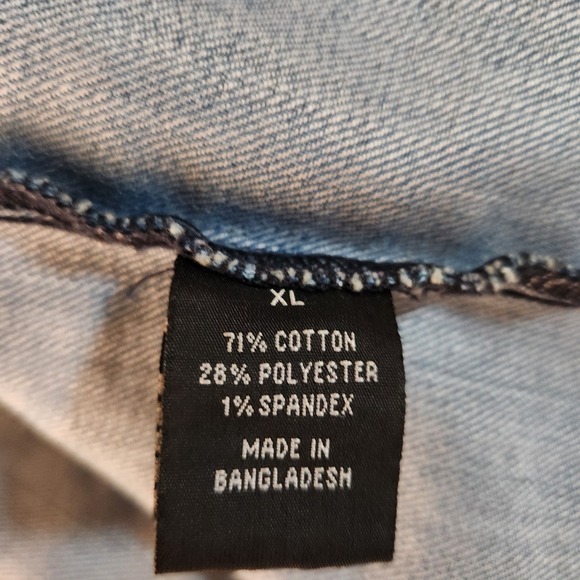 XL
71% COTTON
28% POLYESTER
1% SPANDEX
MADE IN
BANGLADESH